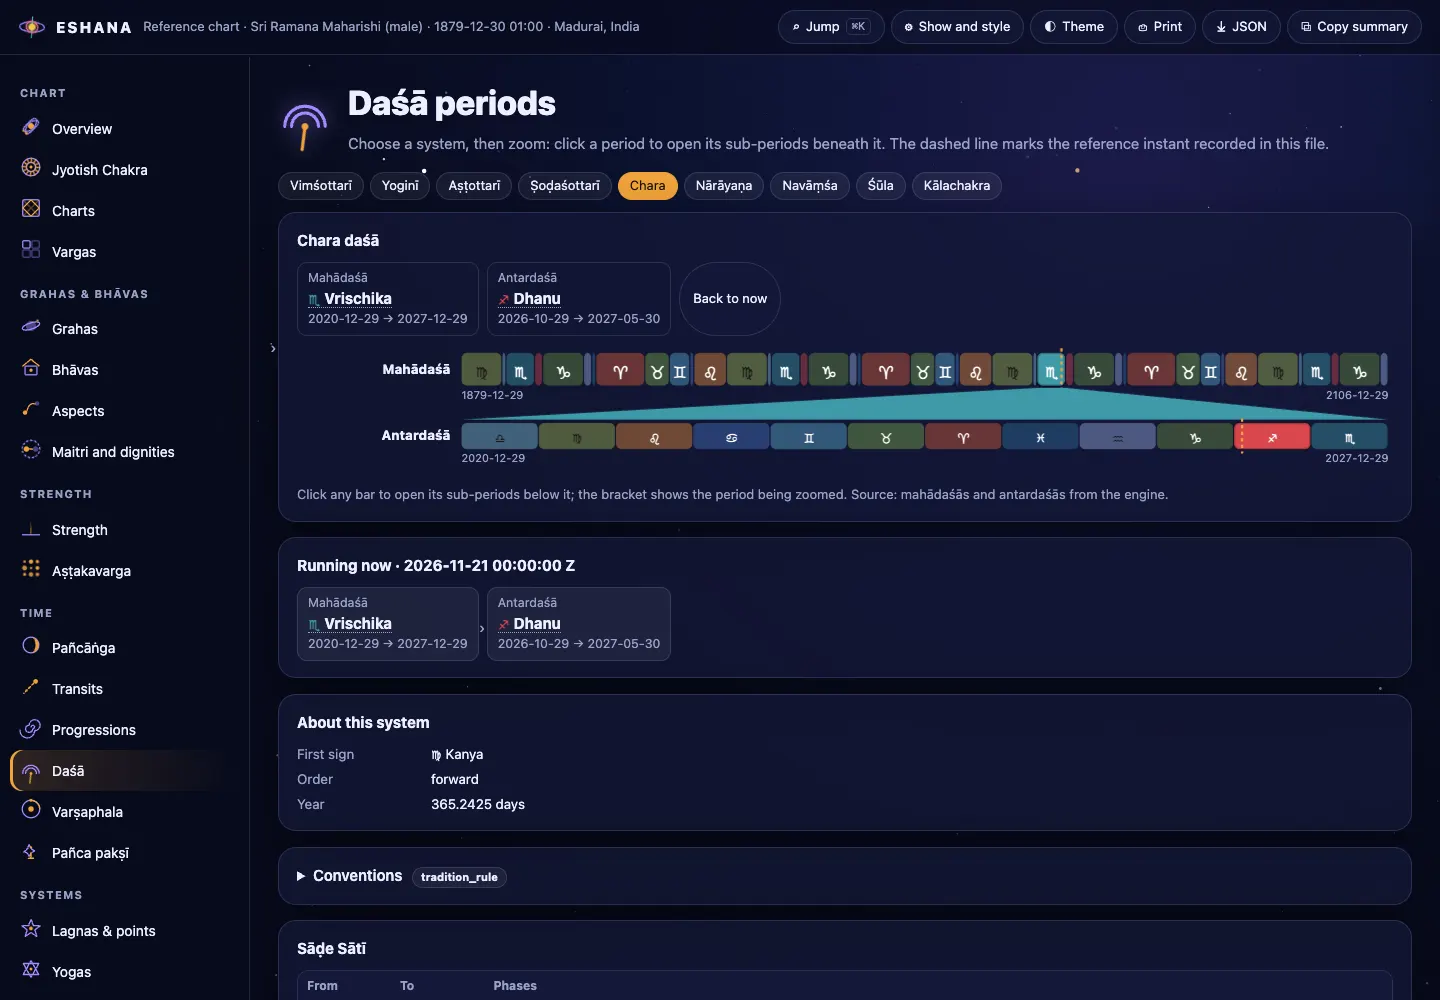 ESHANA Reference chart · Sri Ramana Maharishi (male) · 1879-12-30 01:00 · Madurai, India
Jump ⌘K Show and style Theme Print JSON Copy summary
CHART
Overview
Jyotish Chakra
Charts
Vargas
GRAHAS & BHĀVAS
Grahas
Bhāvas
Aspects
Maitri and dignities
STRENGTH
Strength
Aṣṭakavarga
TIME
Pañcāṅga
Transits
Progressions
Daśā
Varṣaphala
Pañca pakṣī
SYSTEMS
Lagnas & points
Yogas
Daśā periods
Choose a system, then zoom: click a period to open its sub-periods beneath it. The dashed line marks the reference instant recorded in this file.
Viṁśottarī Yoginī Aṣṭottarī Ṣoḍaśottarī Chara Nārāyaṇa Navāṁśa Śūla Kālachakra
Chara daśā
Mahādaśā Antardaśā
♏ Vrischika ♐ Dhanu Back to now
2020-12-29 → 2027-12-29 2026-10-29 → 2027-05-30
Mahādaśā ♍ ♏ ♑ ♈ ♉ ♊ ♌ ♍ ♏ ♑ ♈ ♉ ♊ ♌ ♍ ♏ ♑ ♈ ♉ ♊ ♌ ♍ ♏ ♑
1879-12-29 2106-12-29
Antardaśā ♎ ♍ ♌ ♋ ♊ ♉ ♈ ♓ ♒ ♑ ♐ ♏
2020-12-29 2027-12-29
Click any bar to open its sub-periods below it; the bracket shows the period being zoomed. Source: mahādaśās and antardaśās from the engine.
Running now · 2026-11-21 00:00:00 Z
Mahādaśā Antardaśā
♏ Vrischika › ♐ Dhanu
2020-12-29 → 2027-12-29 2026-10-29 → 2027-05-30
About this system
First sign ♍ Kanya
Order forward
Year 365.2425 days
Conventions tradition_rule
Sāḍe Sātī
From To Phases